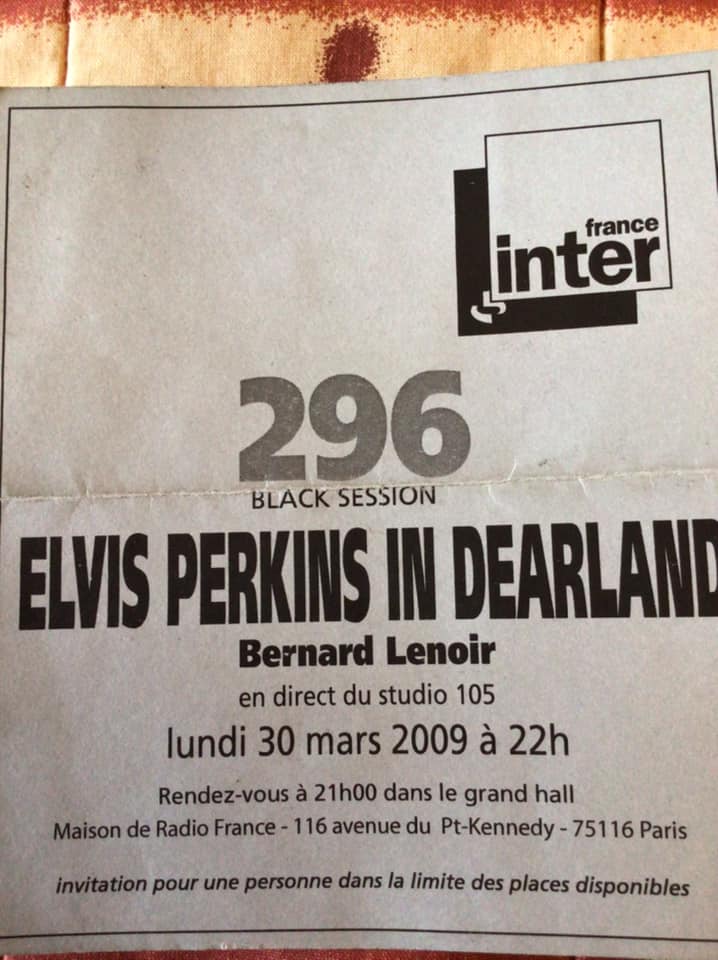 france
inter
296
BLACK SESSION
ELVIS PERKINS IN DEARLAND
Bernard Lenoir
en direct du studio 105
lundi 30 mars 2009 à 22h
Rendez-vous à 21h00 dans le grand hall
Maison de Radio France - 116 avenue du Pt-Kennedy - 75116 Paris
invitation pour une personne dans la limite des places disponibles